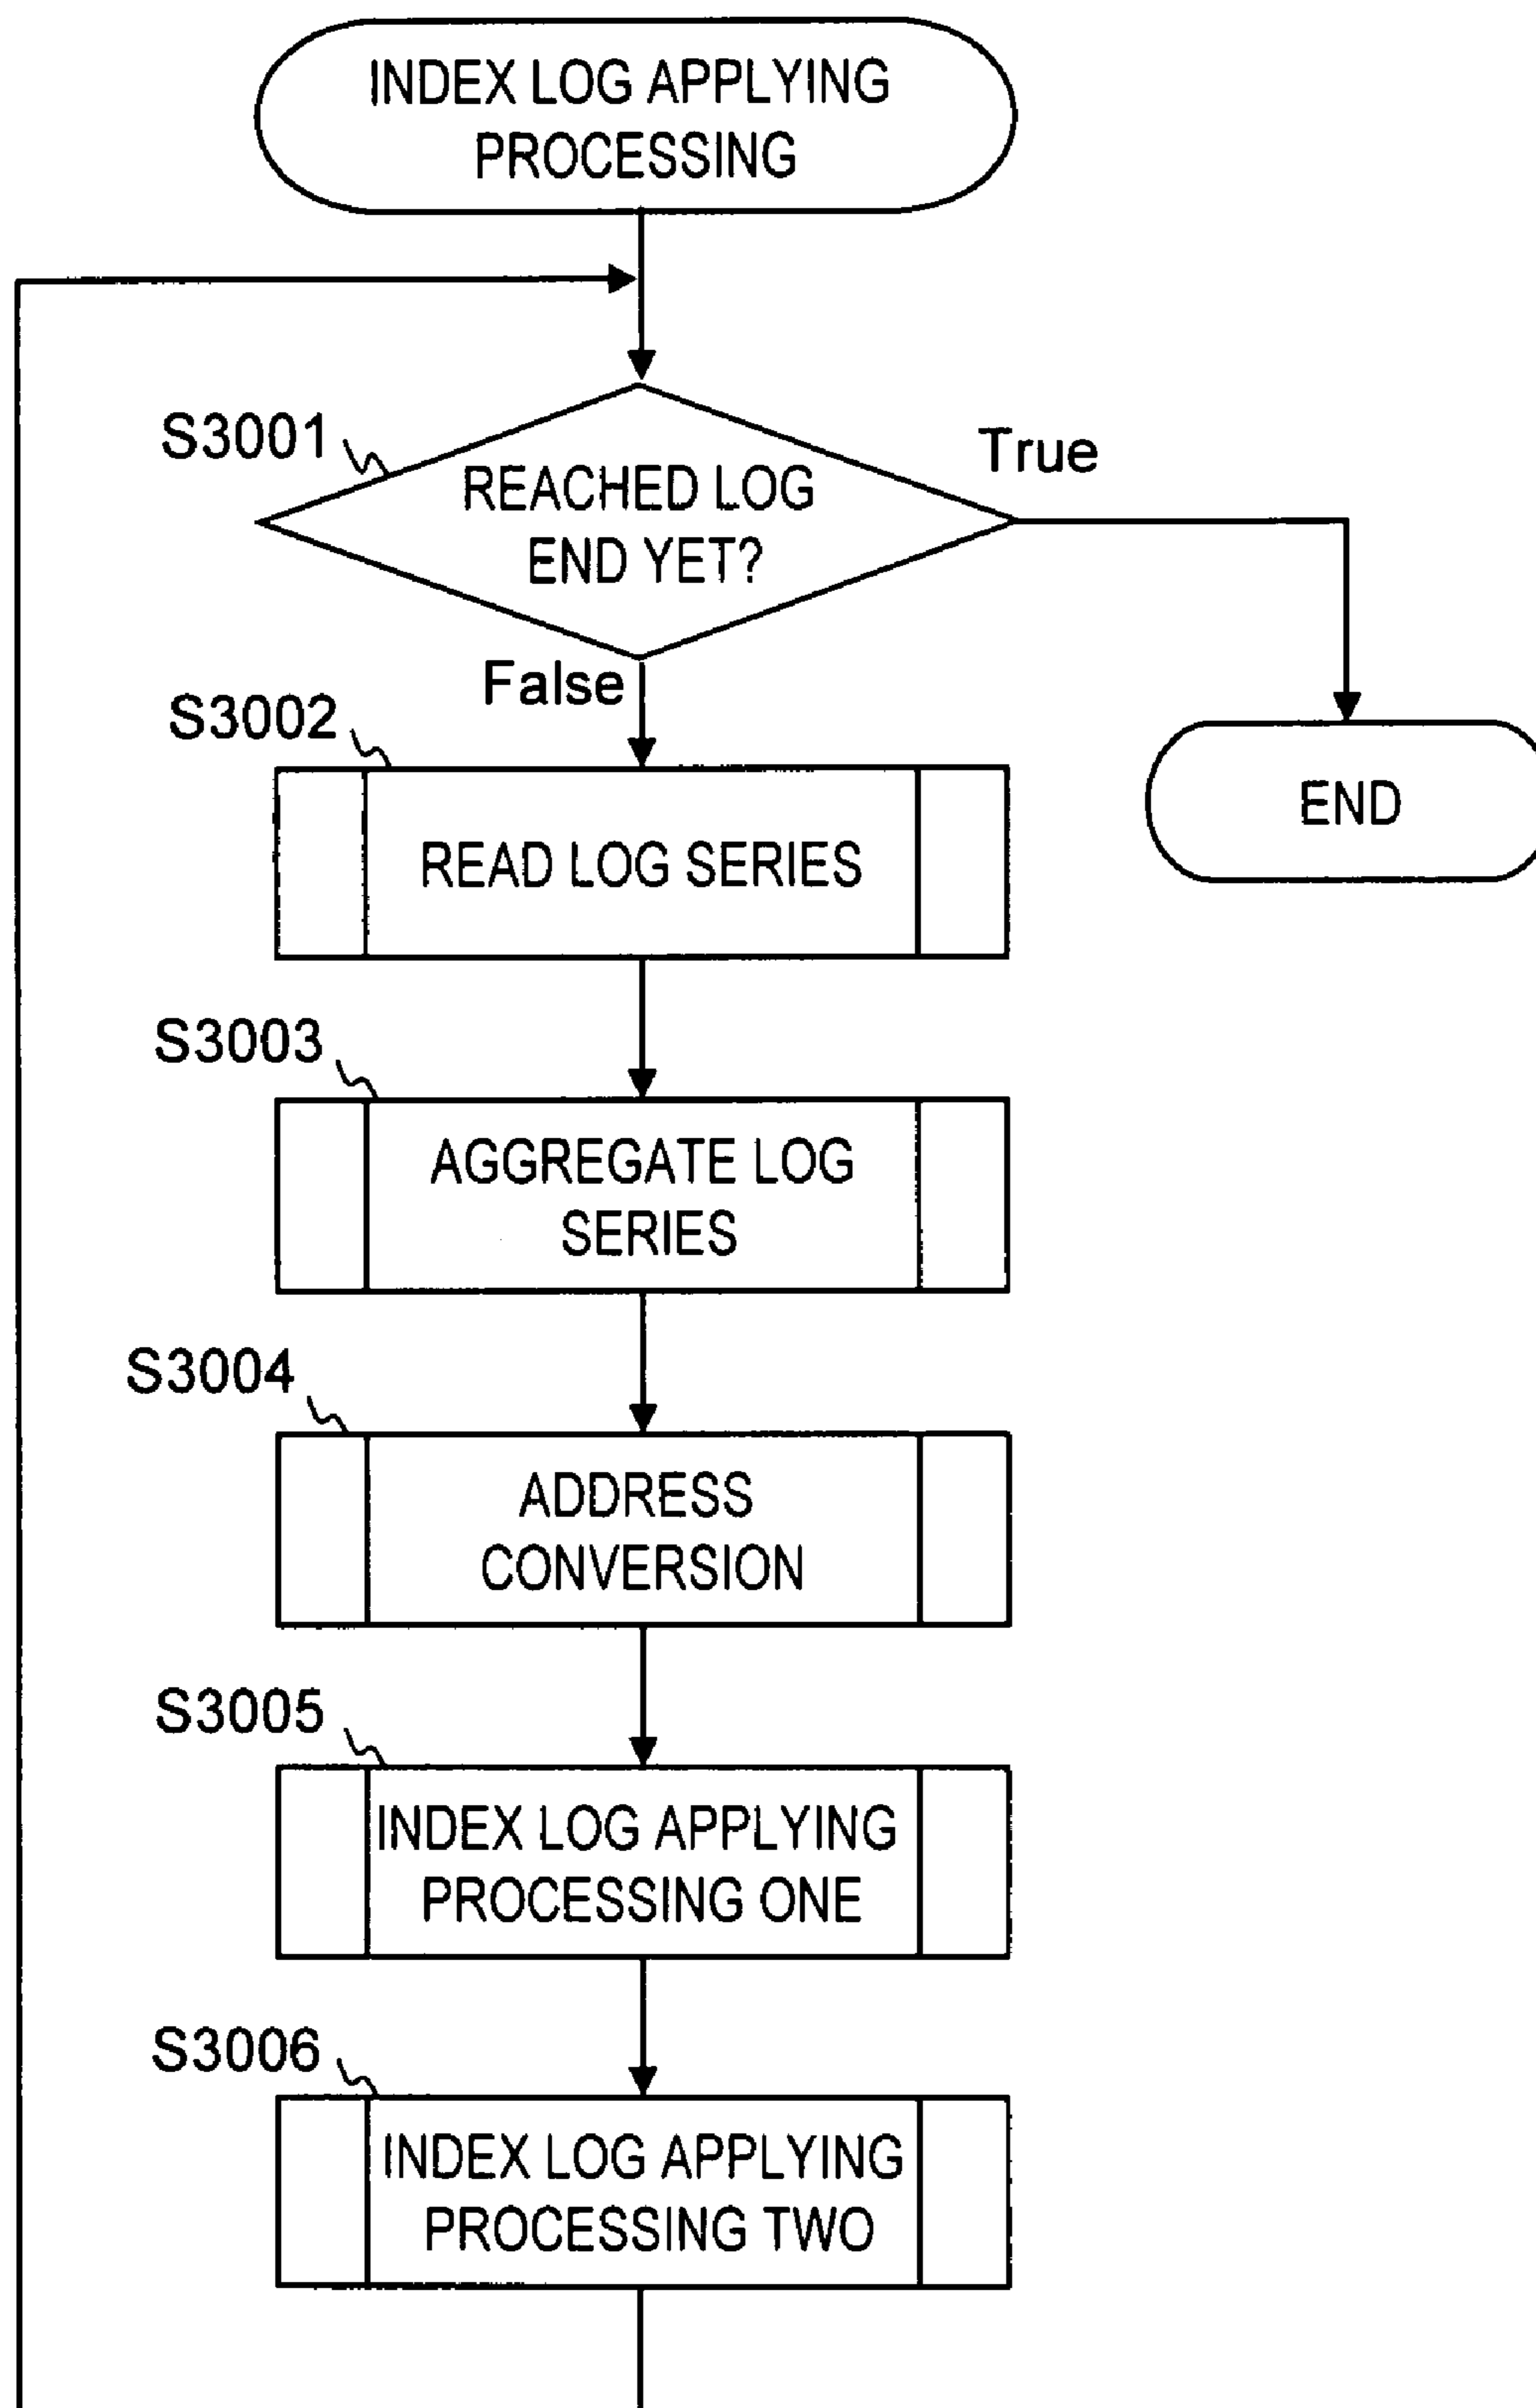 INDEX LOG APPLYING
PROCESSING
S3001
REACHED LOG
END YET?
True
False
S3002
READ LOG SERIES
END
S3003
AGGREGATE LOG
SERIES
S3004
ADDRESS
CONVERSION
S3005
INDEX LOG APPLYING
PROCESSING ONE
S3006
INDEX LOG APPLYING
PROCESSING TWO